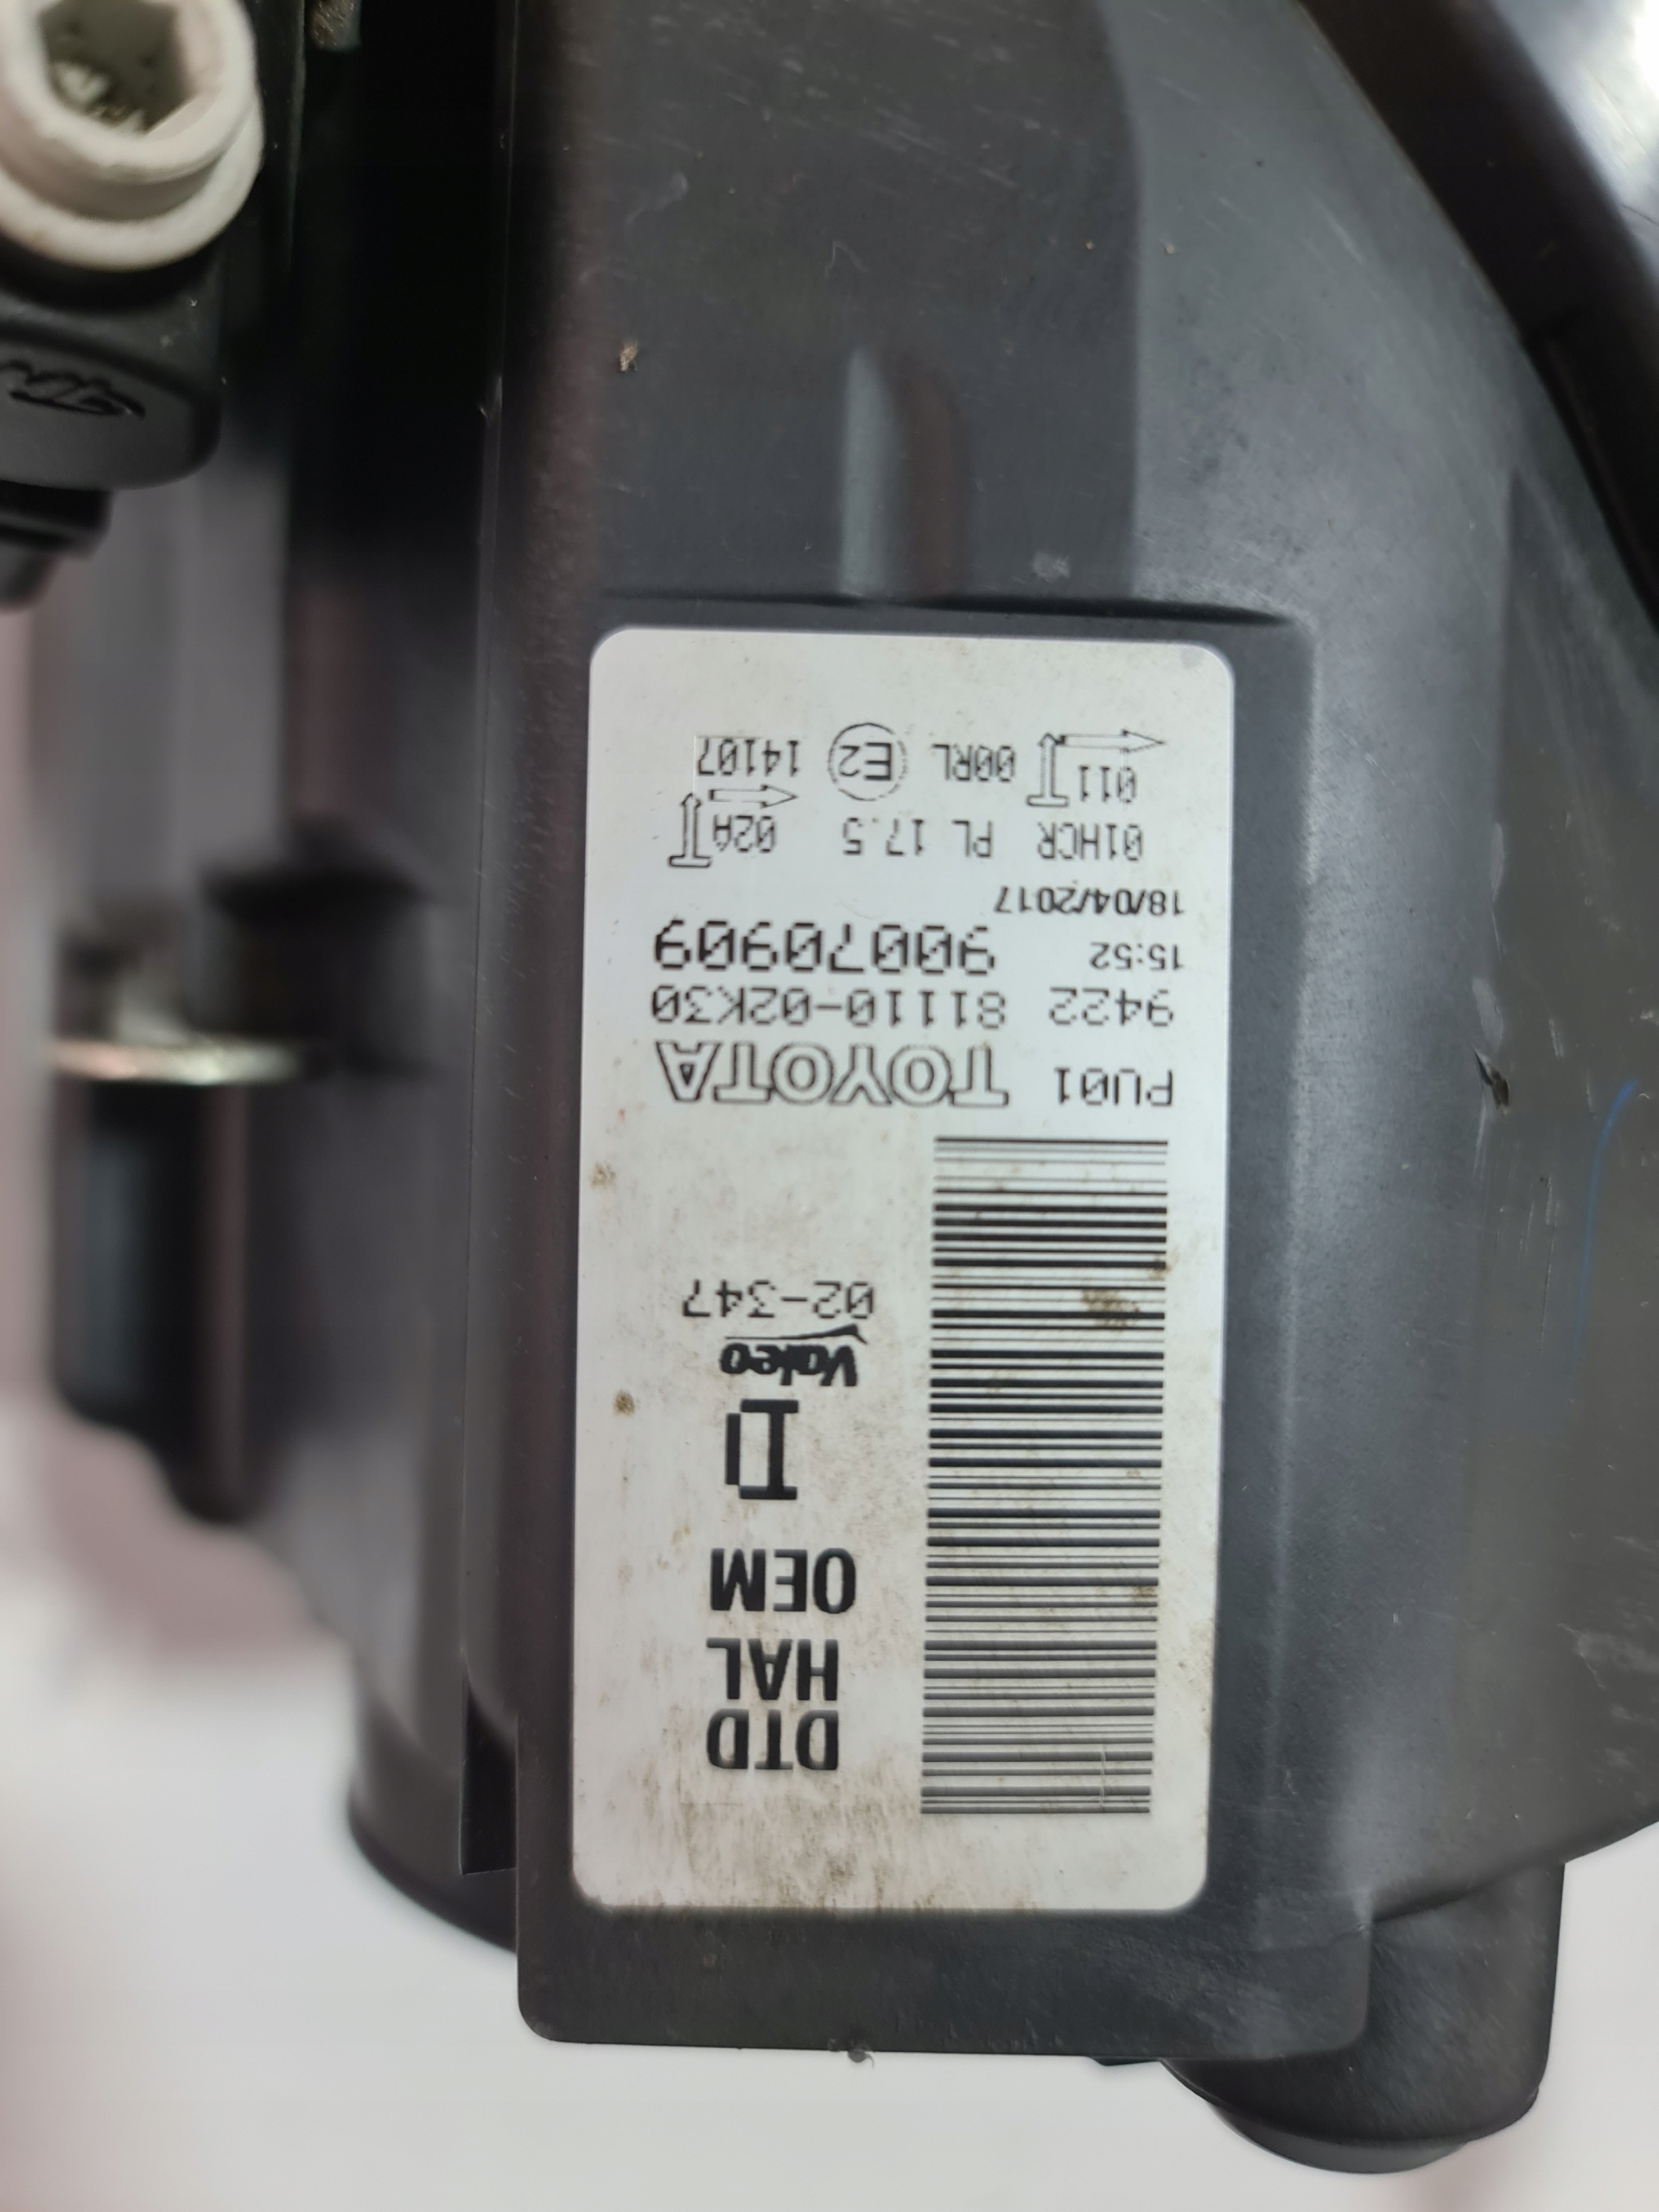 DTD
HAL
OEM
D
Valeo
02-347
PU01 TOYOTA
9422 81110-02K30
15:52 90070909
18/04/2017
01HCR PL 17.5 02A
011 00RL E2 14107